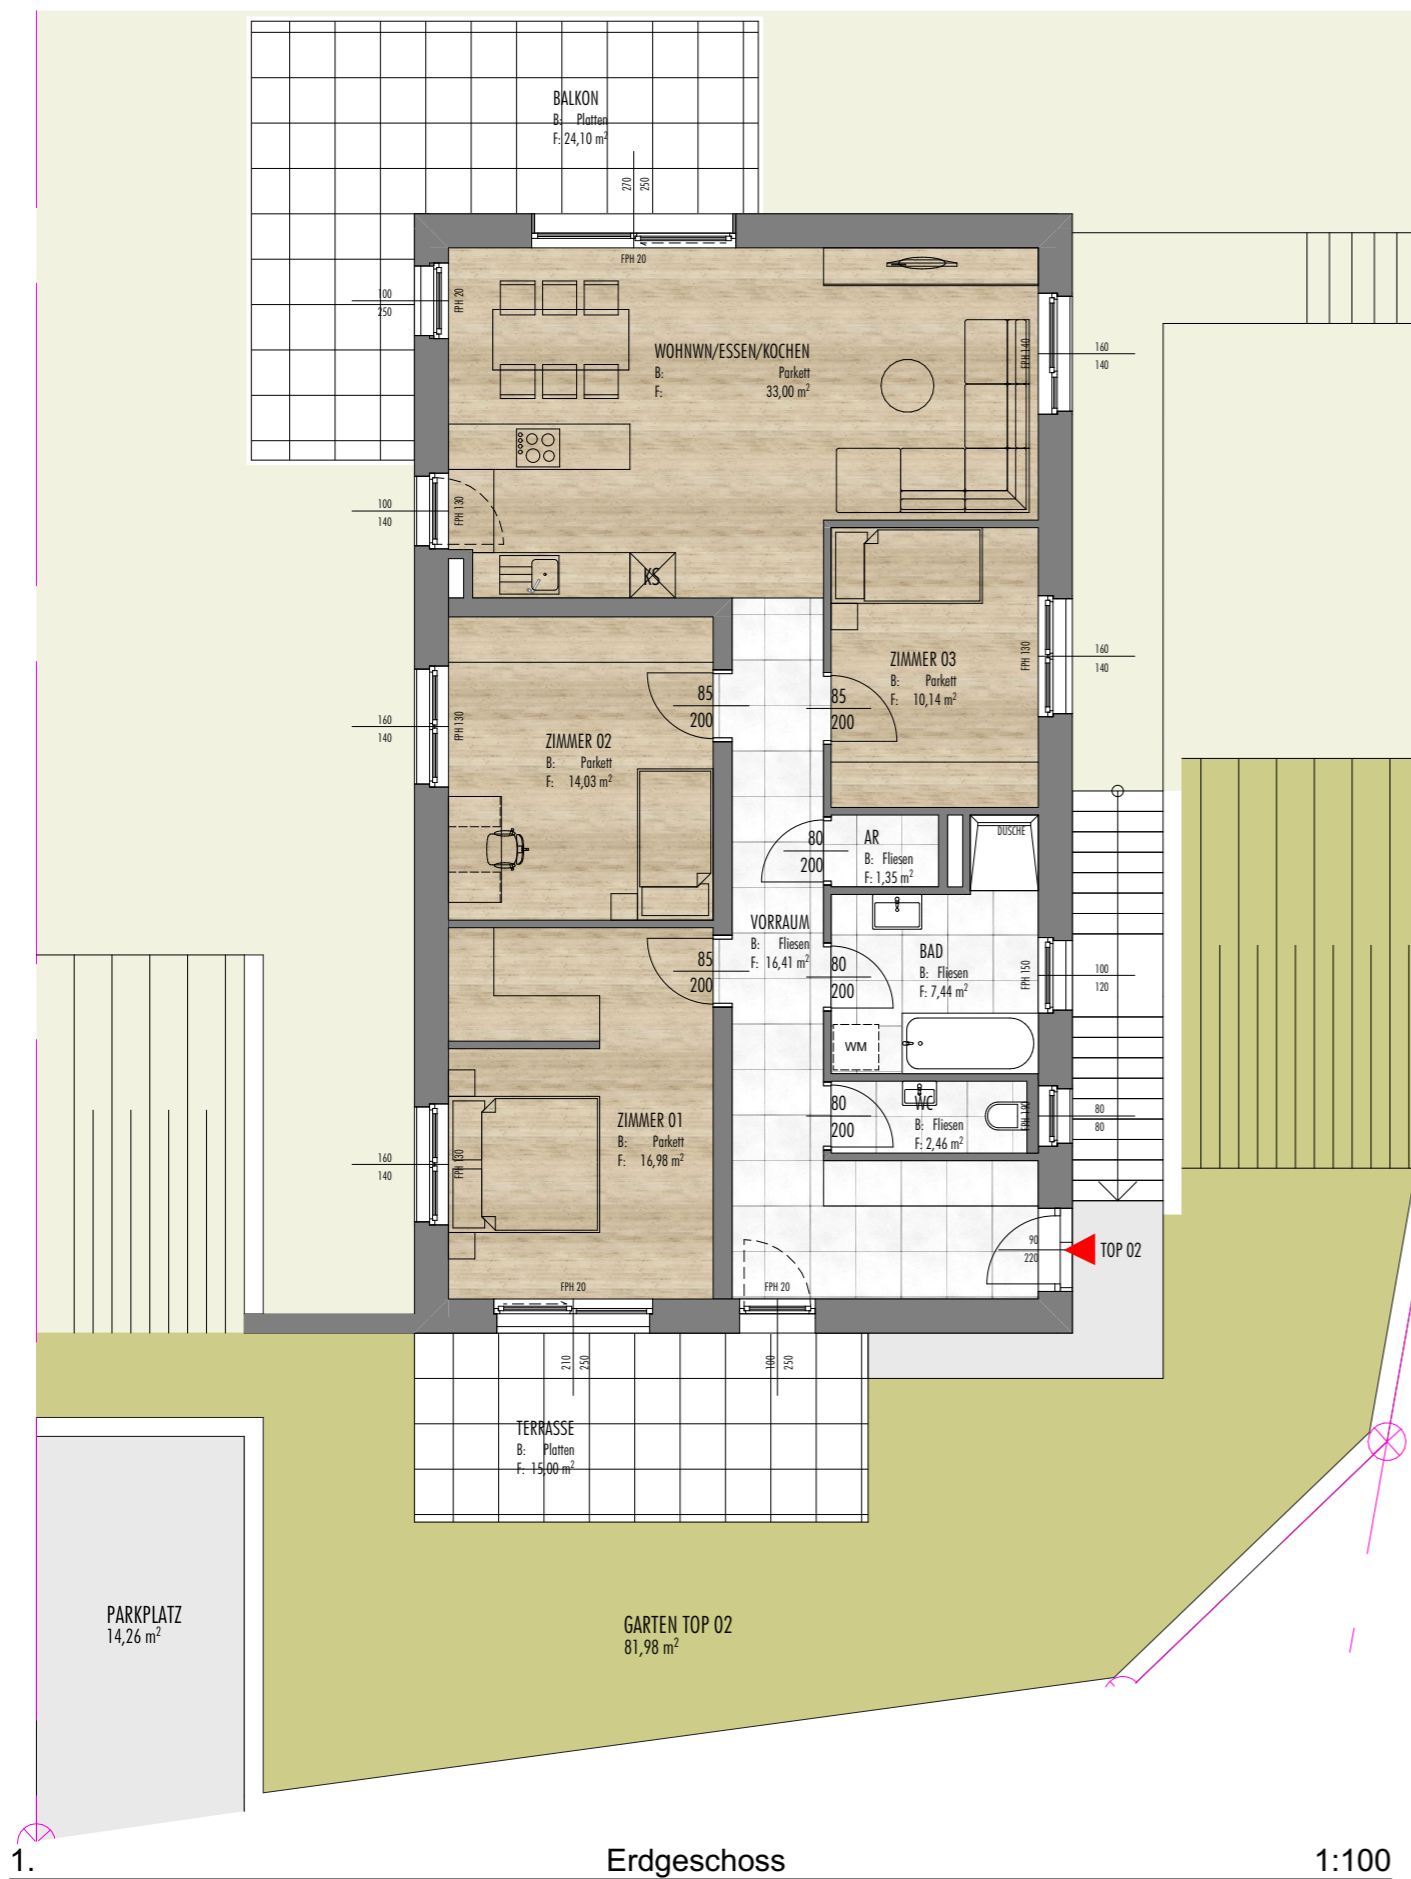 BALKON
B: Platten
F: 24,10 m²
270
250
FPH 20
100
250
FPH 20
WOHNWN/ESSEN/KOCHEN
B: Parkett
F: 33,00 m²
FPH 140
160
140
100
140
FPH 130
KS
ZIMMER 03
B: Parkett
F: 10,14 m²
FPH 130
160
140
85
200
85
200
160
140
FPH 130
ZIMMER 02
B: Parkett
F: 14,03 m²
80
200
AR
B: Fliesen
F: 1,35 m²
DUSCHE
VORRAUM
B: Fliesen
F: 16,41 m²
85
200
80
200
BAD
B: Fliesen
F: 7,44 m²
FPH 150
100
120
WM
80
200
WC
B: Fliesen
F: 2,46 m²
FPH 190
80
80
ZIMMER 01
B: Parkett
F: 16,98 m²
160
140
FPH 130
90
220
TOP 02
FPH 20
FPH 20
210
250
100
250
TERRASSE
B: Platten
F: 15,00 m²
PARKPLATZ
14,26 m²
GARTEN TOP 02
81,98 m²
1. Erdgeschoss 1:100